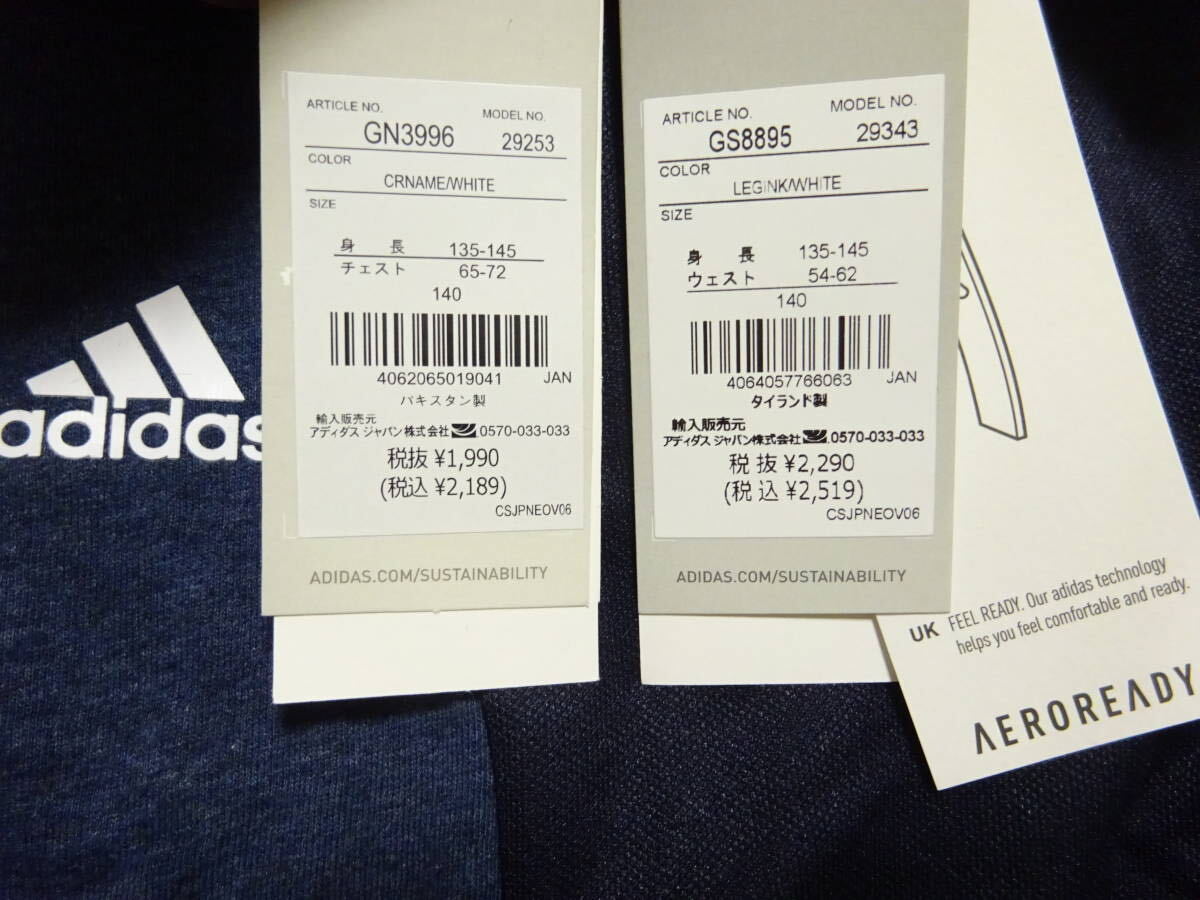 adidas
ARTICLE NO. MODEL NO.
GN3996 29253
COLOR
CRNAME/WHITE
SIZE
身 長 135-145
チェスト 65-72
140
4062065019041 JAN
パキスタン製
輸入販売元
アディダス ジャパン株式会社 0570-033-033
税抜 ¥1,990
(税込 ¥2,189)
CSJPNEOV06
ADIDAS.COM/SUSTAINABILITY
ARTICLE NO. MODEL NO.
GS8895 29343
COLOR
LEGINK/WHITE
SIZE
身 長 135-145
ウェスト 54-62
140
4064057766063 JAN
タイランド製
輸入販売元
アディダス ジャパン株式会社 0570-033-033
税抜 ¥2,290
(税込 ¥2,519)
CSJPNEOV06
ADIDAS.COM/SUSTAINABILITY
UK FEEL READY. Our adidas technology
helps you feel comfortable and ready.
AEROREADY